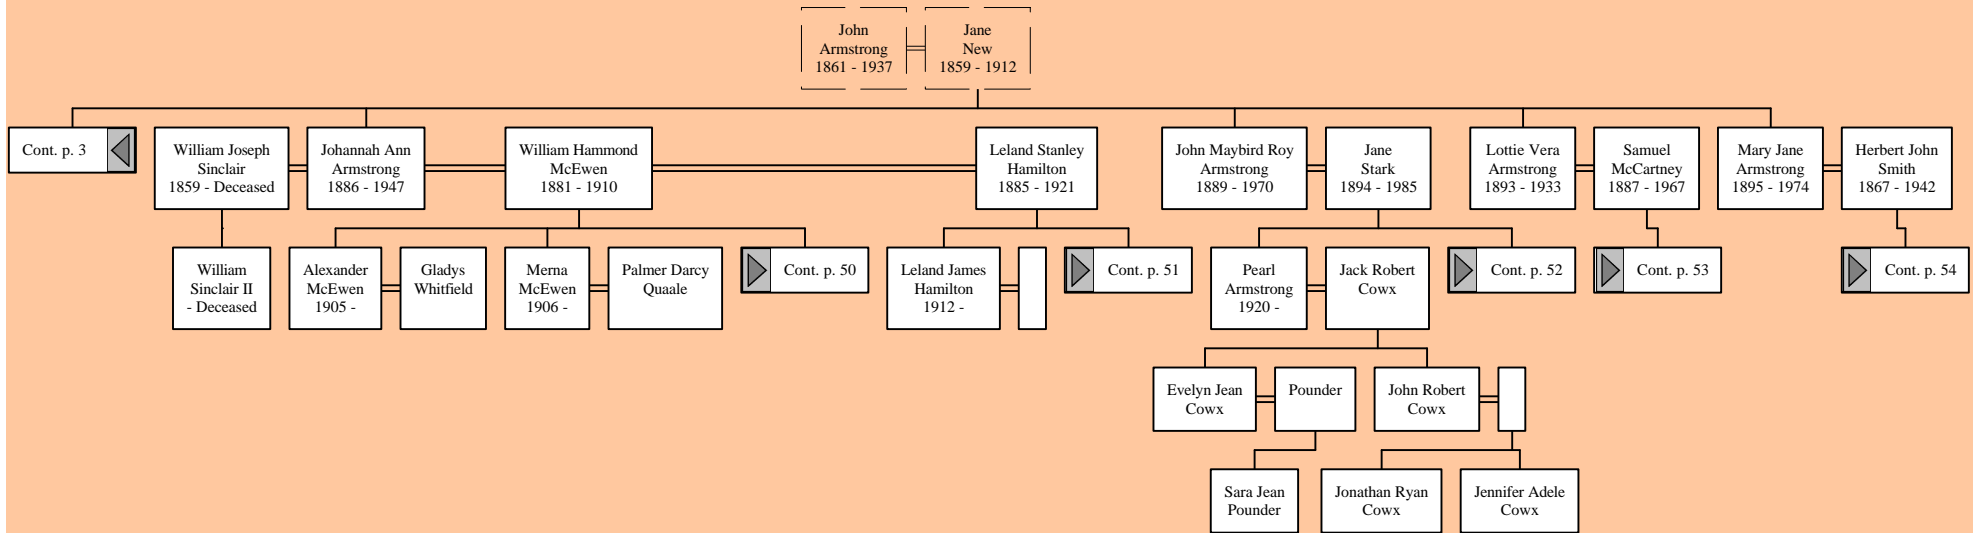 John
Armstrong
1861 - 1937
Jane
New
1859 - 1912
Cont. p. 3
William Joseph
Sinclair
1859 - Deceased
Johannah Ann
Armstrong
1886 - 1947
William Hammond
McEwen
1881 - 1910
Leland Stanley
Hamilton
1885 - 1921
John Maybird Roy
Armstrong
1889 - 1970
Jane
Stark
1894 - 1985
Lottie Vera
Armstrong
1893 - 1933
Samuel
McCartney
1887 - 1967
Mary Jane
Armstrong
1895 - 1974
Herbert John
Smith
1867 - 1942
William
Sinclair II
- Deceased
Alexander
McEwen
1905 -
Gladys
Whitfield
Merna
McEwen
1906 -
Palmer Darcy
Quaale
Cont. p. 50
Leland James
Hamilton
1912 -
Cont. p. 51
Pearl
Armstrong
1920 -
Jack Robert
Cowx
Cont. p. 52
Cont. p. 53
Cont. p. 54
Evelyn Jean
Cowx
Pounder
John Robert
Cowx
Sara Jean
Pounder
Jonathan Ryan
Cowx
Jennifer Adele
Cowx